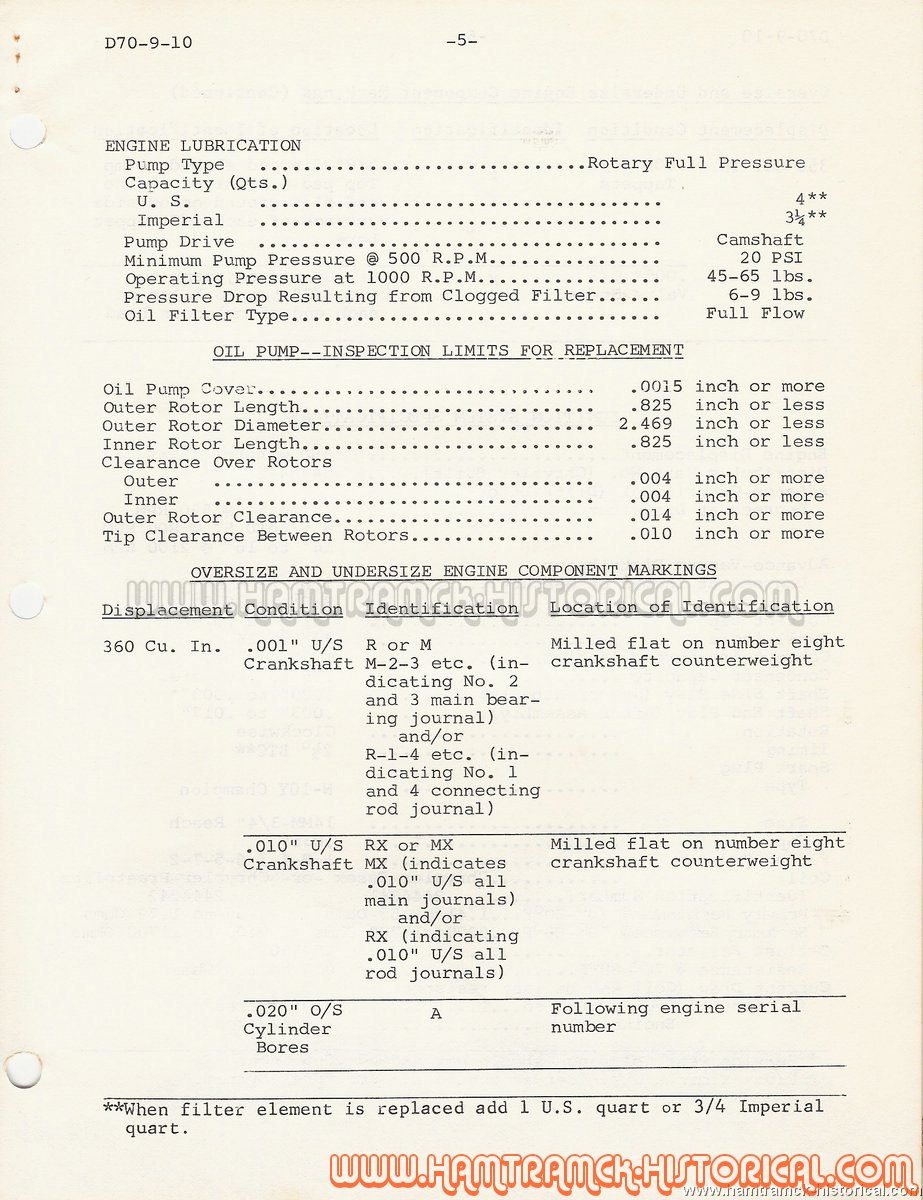 D70-9-10 -5-
ENGINE LUBRICATION
Pump Type ..............................Rotary Full Pressure
Capacity (Qts.)
U. S. ..................................... 4**
Imperial ..................................... 3¼**
Pump Drive ..................................... Camshaft
Minimum Pump Pressure @ 500 R.P.M................ 20 PSI
Operating Pressure at 1000 R.P.M................. 45-65 lbs.
Pressure Drop Resulting from Clogged Filter...... 6-9 lbs.
Oil Filter Type.................................. Full Flow
OIL PUMP--INSPECTION LIMITS FOR REPLACEMENT
Oil Pump Cover............................... .0015 inch or more
Outer Rotor Length........................... .825 inch or less
Outer Rotor Diameter......................... 2.469 inch or less
Inner Rotor Length........................... .825 inch or less
Clearance Over Rotors
Outer ................................... .004 inch or more
Inner ................................... .004 inch or more
Outer Rotor Clearance........................ .014 inch or more
Tip Clearance Between Rotors................. .010 inch or more
OVERSIZE AND UNDERSIZE ENGINE COMPONENT MARKINGS
www.hamtramck-historical.com
Displacement Condition Identification Location of Identification
360 Cu. In. .001" U/S R or M Milled flat on number eight
Crankshaft M-2-3 etc. (in- crankshaft counterweight
dicating No. 2
and 3 main bear-
ing journal)
and/or
R-1-4 etc. (in-
dicating No. 1
and 4 connecting
rod journal)
.010" U/S RX or MX Milled flat on number eight
Crankshaft MX (indicates crankshaft counterweight
.010" U/S all
main journals)
and/or
RX (indicating
.010" U/S all
rod journals)
.020" O/S A Following engine serial
Cylinder number
Bores
**When filter element is replaced add 1 U.S. quart or 3/4 Imperial
quart.
www.hamtramck-historical.com
www.hamtramck-historical.com